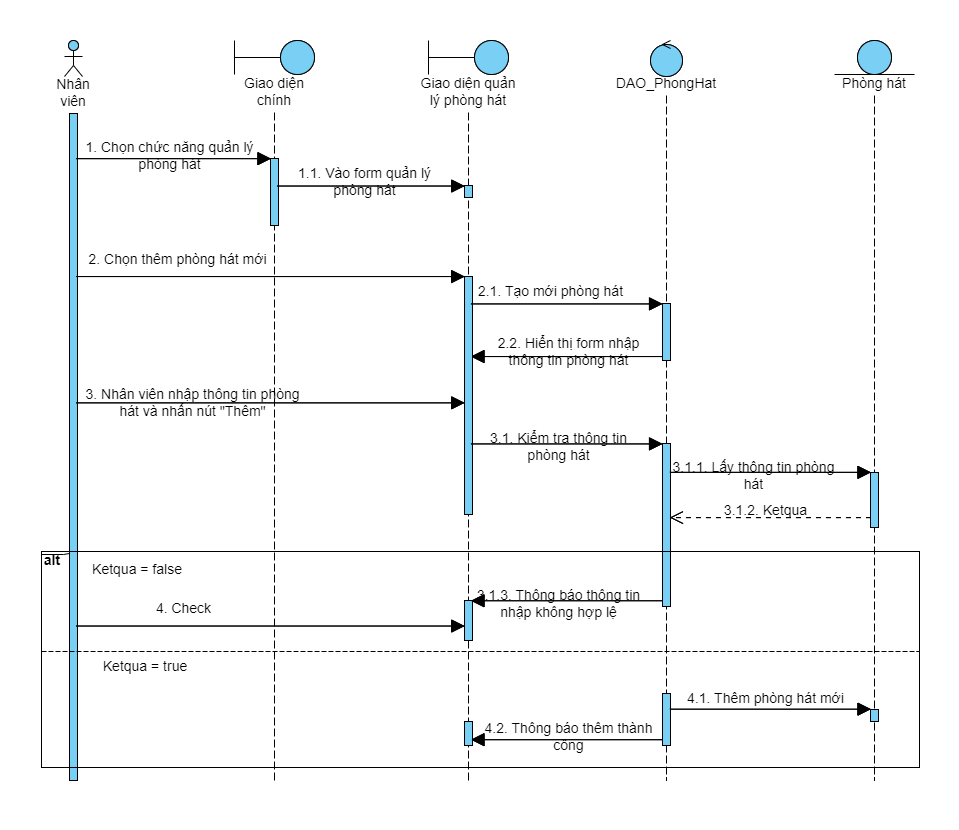 Nhân
viên
Giao diện
chính
Giao diện quản
lý phòng hát
DAO_PhongHat
Phòng hát
1. Chọn chức năng quản lý
phòng hát
1.1. Vào form quản lý
phòng hát
2. Chọn thêm phòng hát mới
2.1. Tạo mới phòng hát
2.2. Hiển thị form nhập
thông tin phòng hát
3. Nhân viên nhập thông tin phòng
hát và nhấn nút "Thêm"
3.1. Kiểm tra thông tin
phòng hát
3.1.1. Lấy thông tin phòng
hát
3.1.2. Ketqua
alt
Ketqua = false
3.1.3. Thông báo thông tin
nhập không hợp lệ
4. Check
Ketqua = true
4.1. Thêm phòng hát mới
4.2. Thông báo thêm thành
công